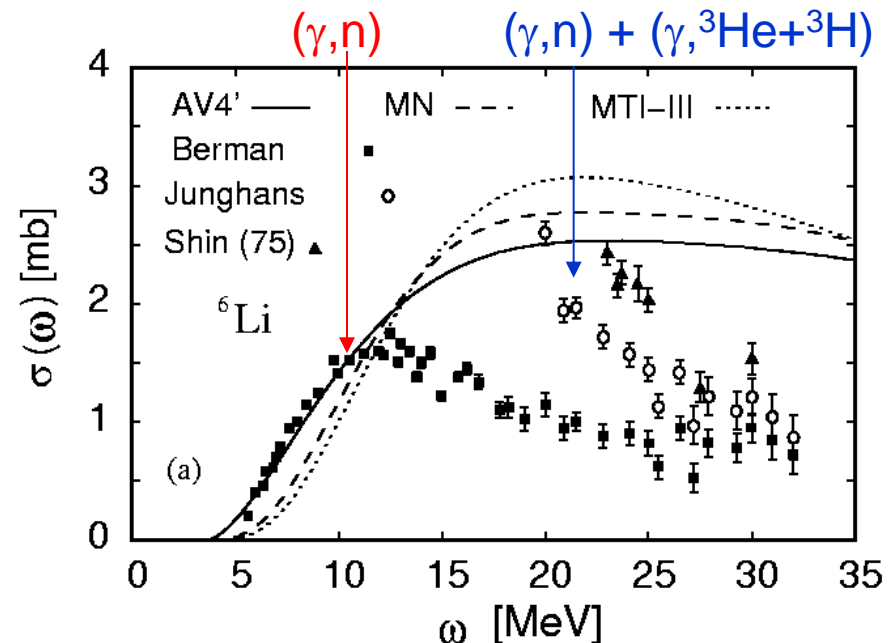 (γ,n)
(γ,n) + (γ,³He+³H)
4
3
2
1
0
σ(ω) [mb]
AV4'
MN
MTI–III
Berman
Junghans
Shin (75)
⁶Li
(a)
0
5
10
15
20
25
30
35
ω [MeV]